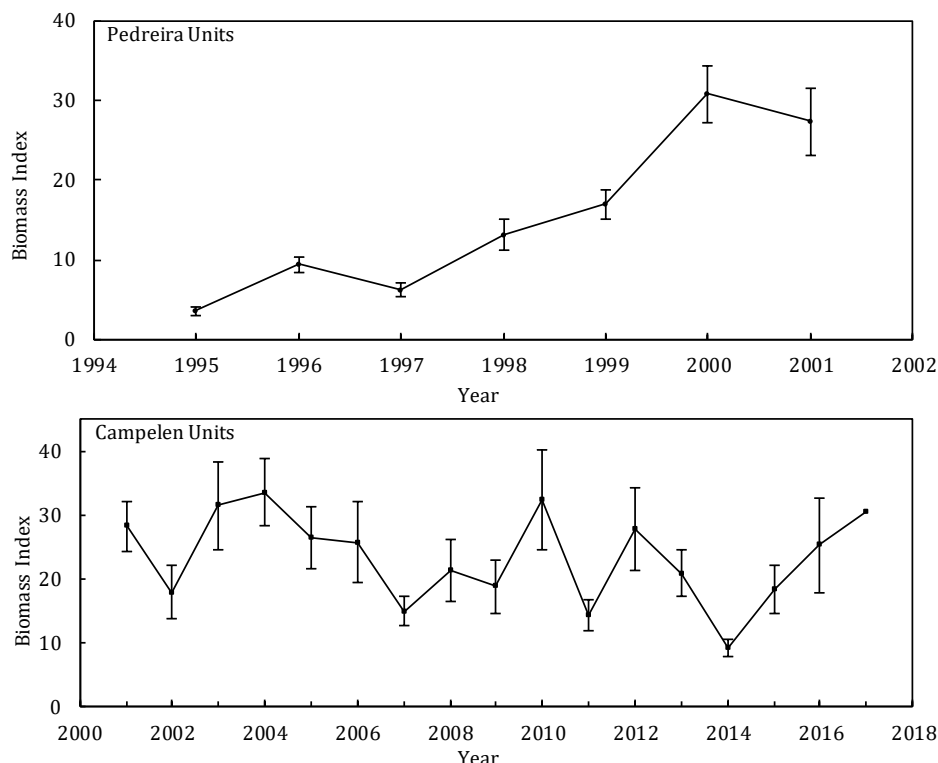 40
Pedreira Units
30
20
10
0
Biomass Index
1994 1995 1996 1997 1998 1999 2000 2001 2002
Year
Campelen Units
40
30
20
10
0
Biomass Index
2000 2002 2004 2006 2008 2010 2012 2014 2016 2018
Year